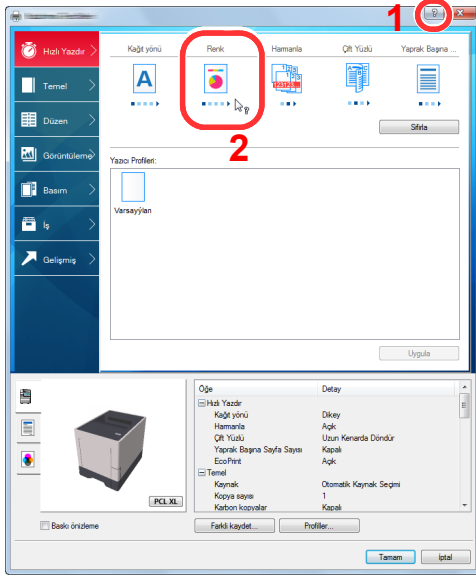 1
? X
Hızlı Yazdır
Kağıt yönü Renk Harmanla Çift Yüzlü Yaprak Başına ...
Temel
A
123123
Düzen
Sıfırla
2
Görüntüleme
Yazıcı Profilleri:
Basım
Varsayýlan
İş
Gelişmiş
Uygula
Öğe Detay
Hızlı Yazdır
Kağıt yönü Dikey
Harmanla Açık
Çift Yüzlü Uzun Kenarda Döndür
Yaprak Başına Sayfa Sayısı Kapalı
EcoPrint Açık
Temel
Kaynak Otomatik Kaynak Seçimi
Kopya sayısı 1
Karbon kopyalar Kapalı
PCL XL
Baskı önizleme Farklı kaydet... Profiller...
Tamam İptal